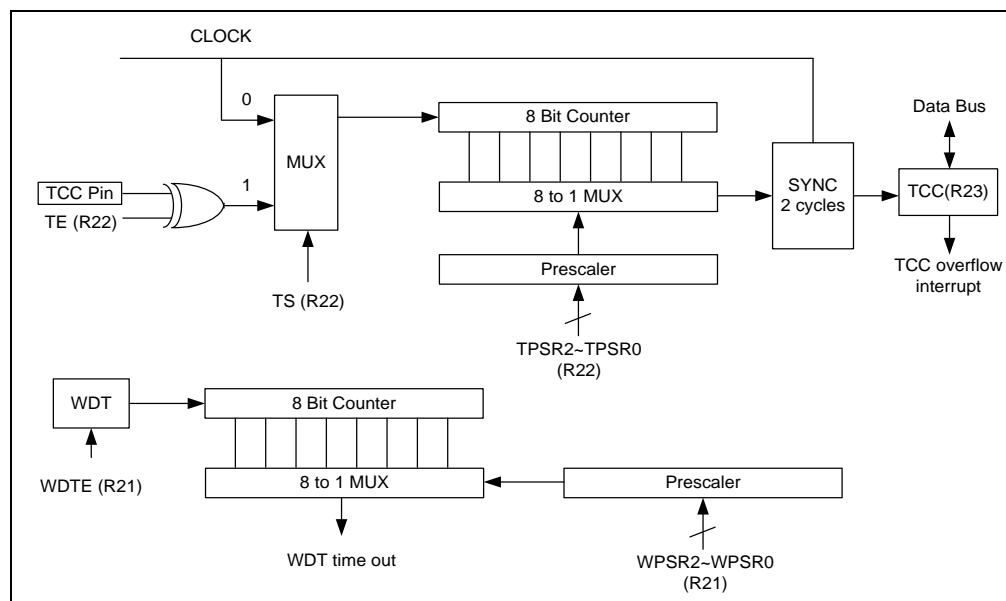 CLOCK
0
8 Bit Counter
Data Bus
MUX
TCC Pin
1
8 to 1 MUX
SYNC
2 cycles
TCC(R23)
TE (R22)
Prescaler
TCC overflow
interrupt
TS (R22)
TPSR2~TPSR0
(R22)
WDT
8 Bit Counter
WDTE (R21)
8 to 1 MUX
Prescaler
WDT time out
WPSR2~WPSR0
(R21)